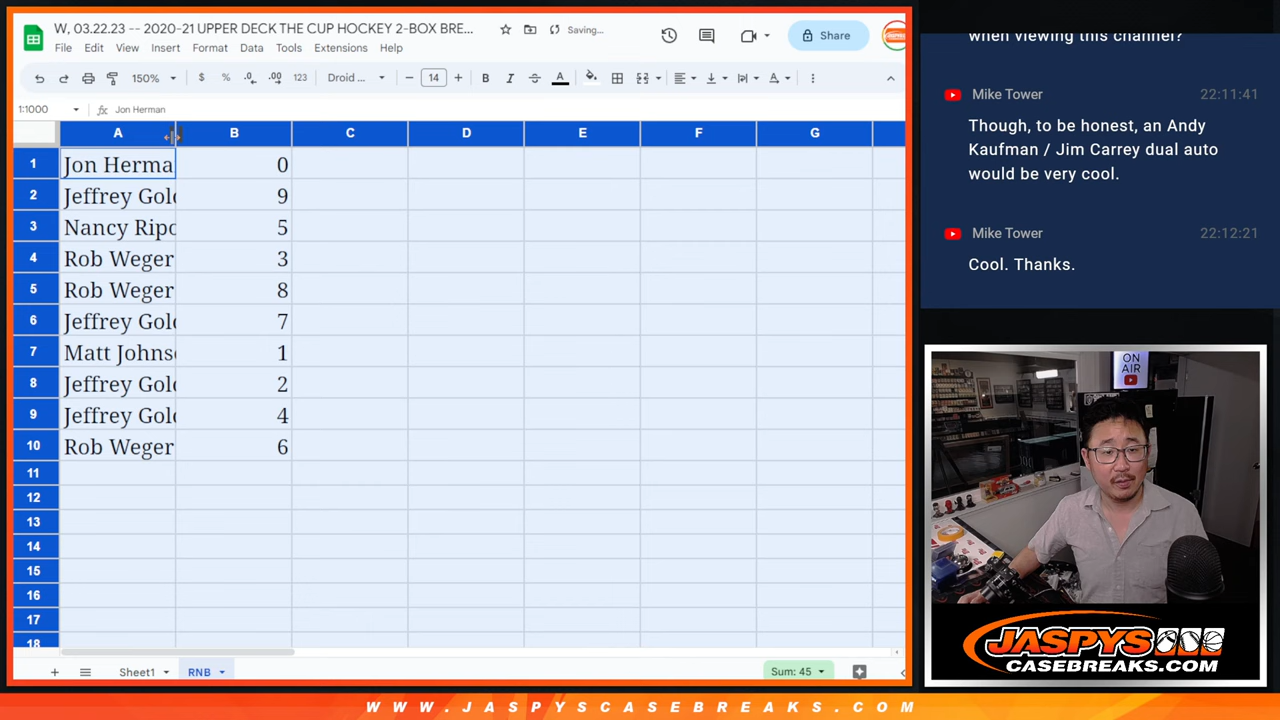 W, 03.22.23 -- 2020-21 UPPER DECK THE CUP HOCKEY 2-BOX BRE...
Saving...
File Edit View Insert Format Data Tools Extensions Help
Share
150% $ % .0 .00 123 Droid ... 14 B I A
1:1000 fx Jon Herman
A B C D E F G
1 Jon Herma 0
2 Jeffrey Gol 9
3 Nancy Ripo 5
4 Rob Weger 3
5 Rob Weger 8
6 Jeffrey Gol 7
7 Matt Johns 1
8 Jeffrey Gol 2
9 Jeffrey Gol 4
10 Rob Weger 6
11
12
13
14
15
16
17
18
Sheet1 RNB Sum: 45
when viewing this channel?
Mike Tower 22:11:41
Though, to be honest, an Andy
Kaufman / Jim Carrey dual auto
would be very cool.
Mike Tower 22:12:21
Cool. Thanks.
ON
AIR
JASPYS
CASEBREAKS.COM
WWW.JASPYSCASEBREAKS.COM